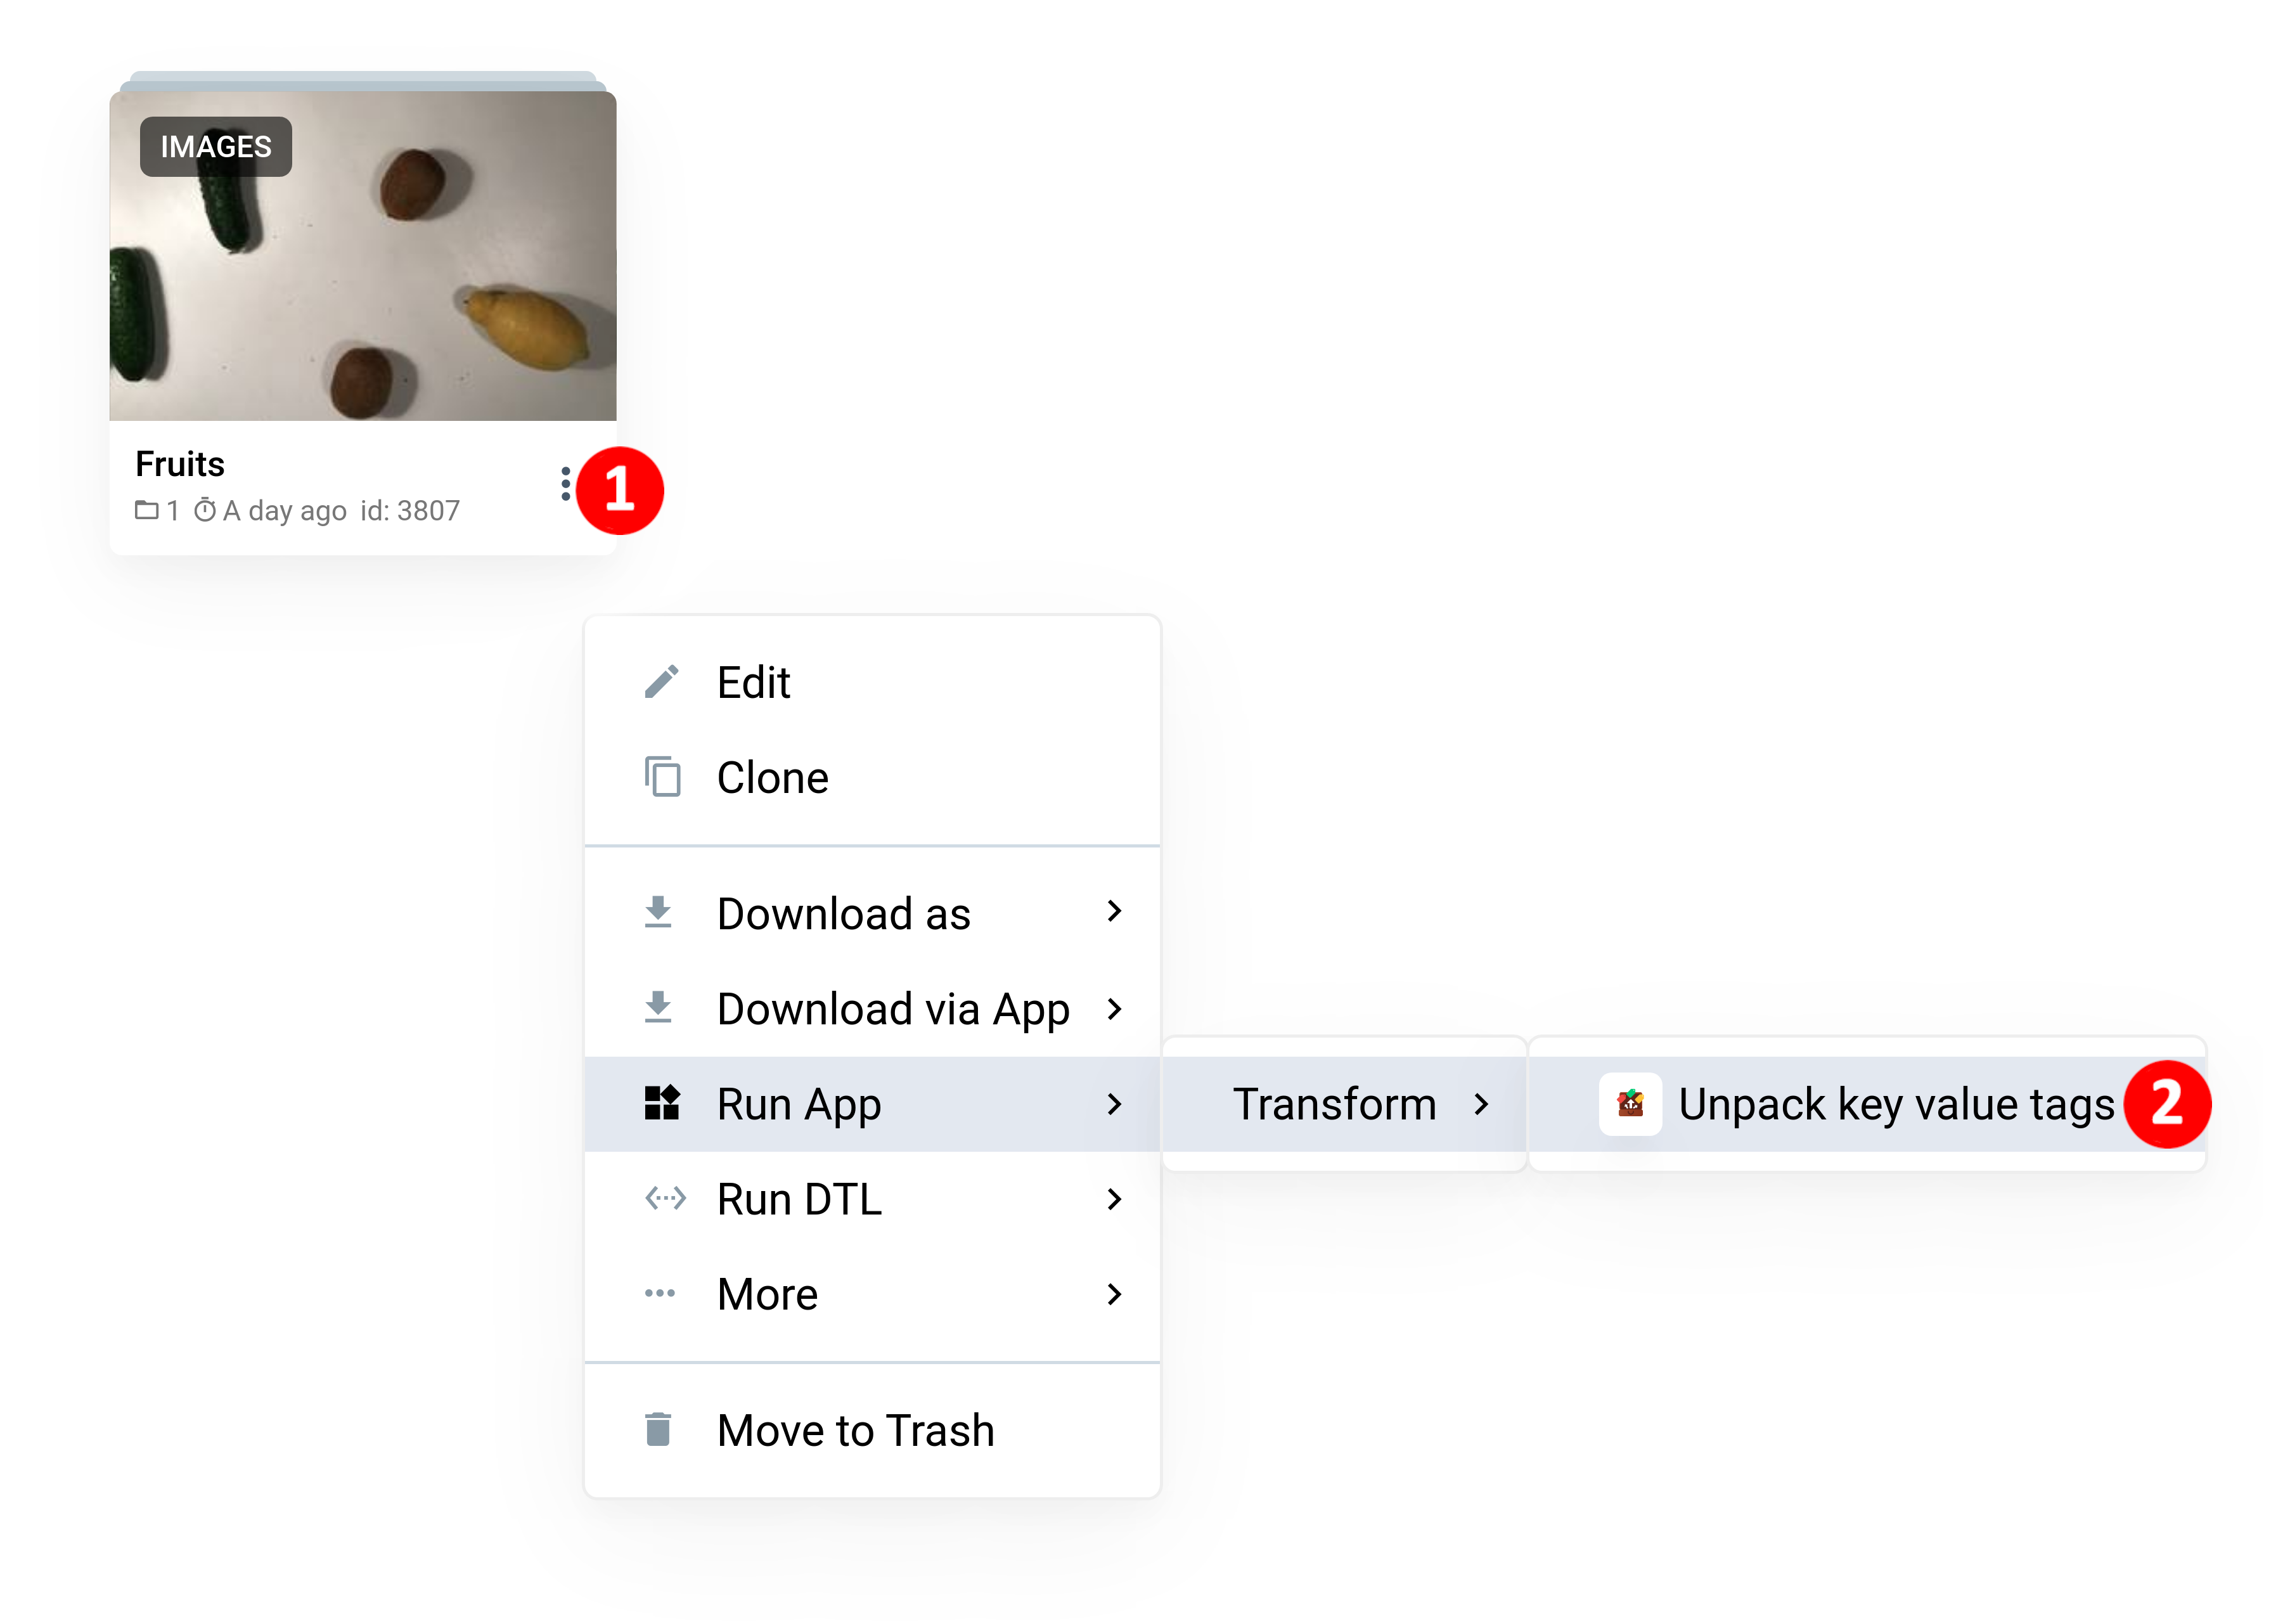 IMAGES
Fruits
1 A day ago id: 3807
1
Edit
Clone
Download as
Download via App
Run App
Transform
Unpack key value tags
2
Run DTL
More
Move to Trash